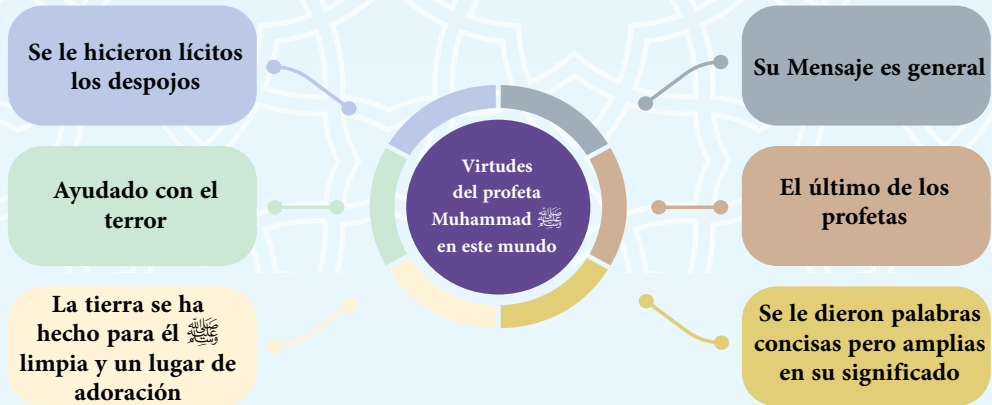 Se le hicieron lícitos
los despojos
Su Mensaje es general
Ayudado con el
terror
Virtudes
del profeta
Muhammad ﷺ
en este mundo
El último de los
profetas
La tierra se ha
hecho para él ﷺ
limpia y un lugar de
adoración
Se le dieron palabras
concisas pero amplias
en su significado